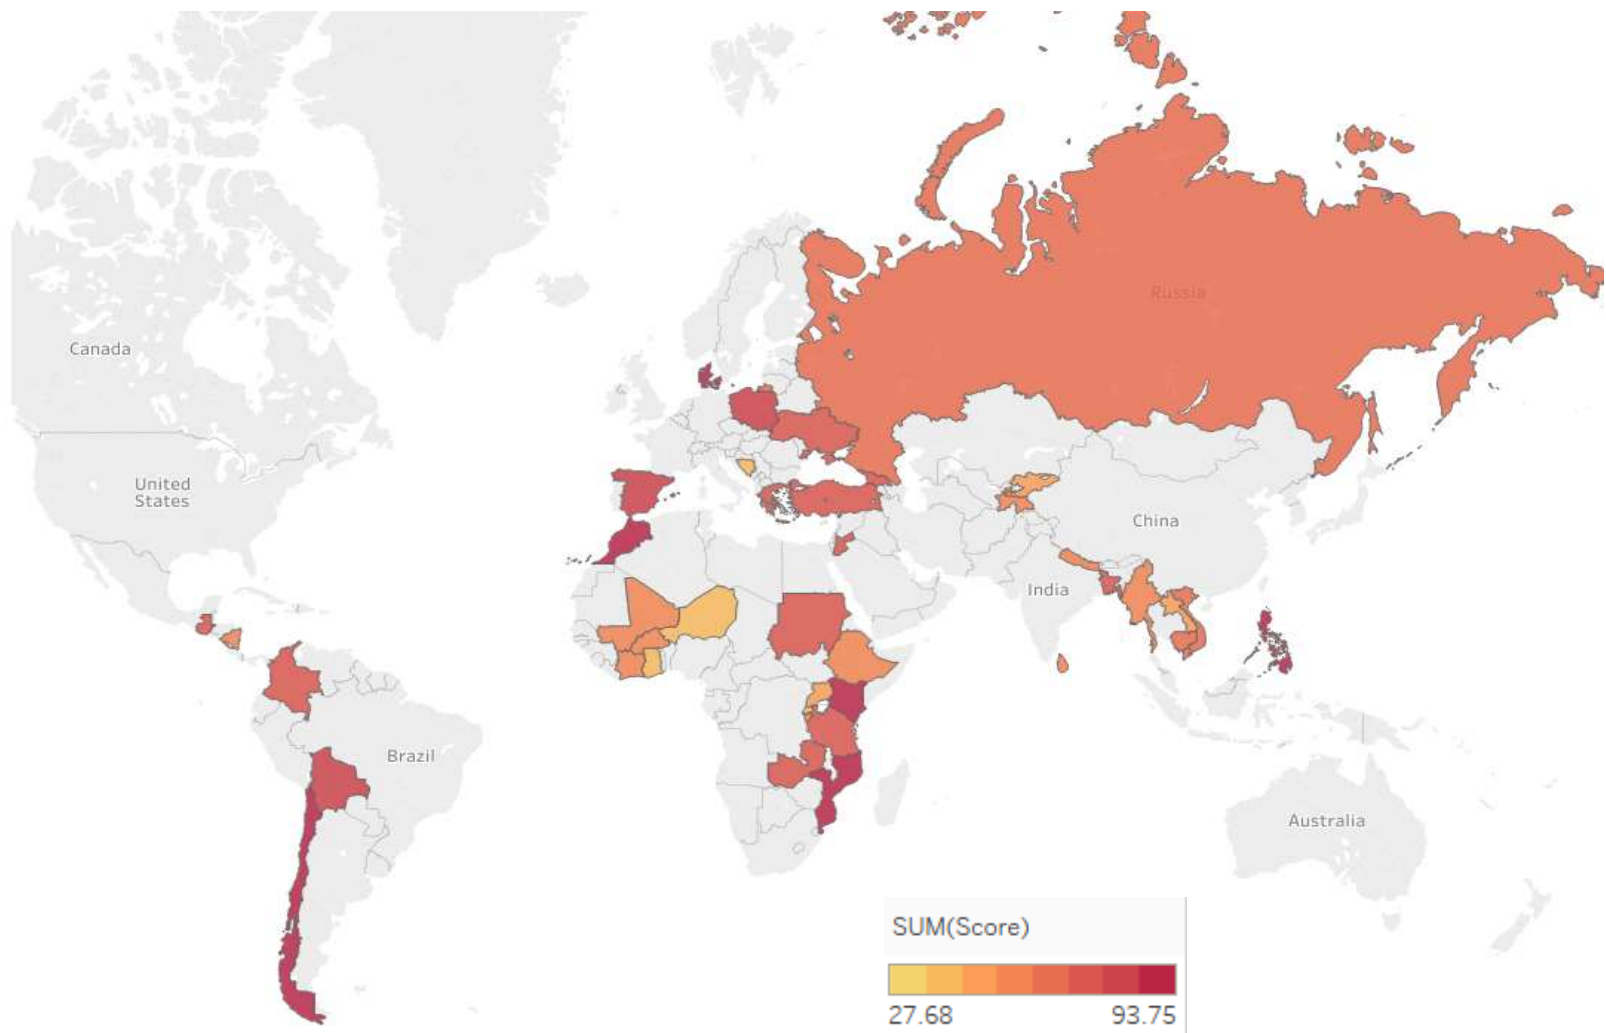 Russia
Canada
United
States
China
India
Brazil
Australia
SUM(Score)
27.68 93.75